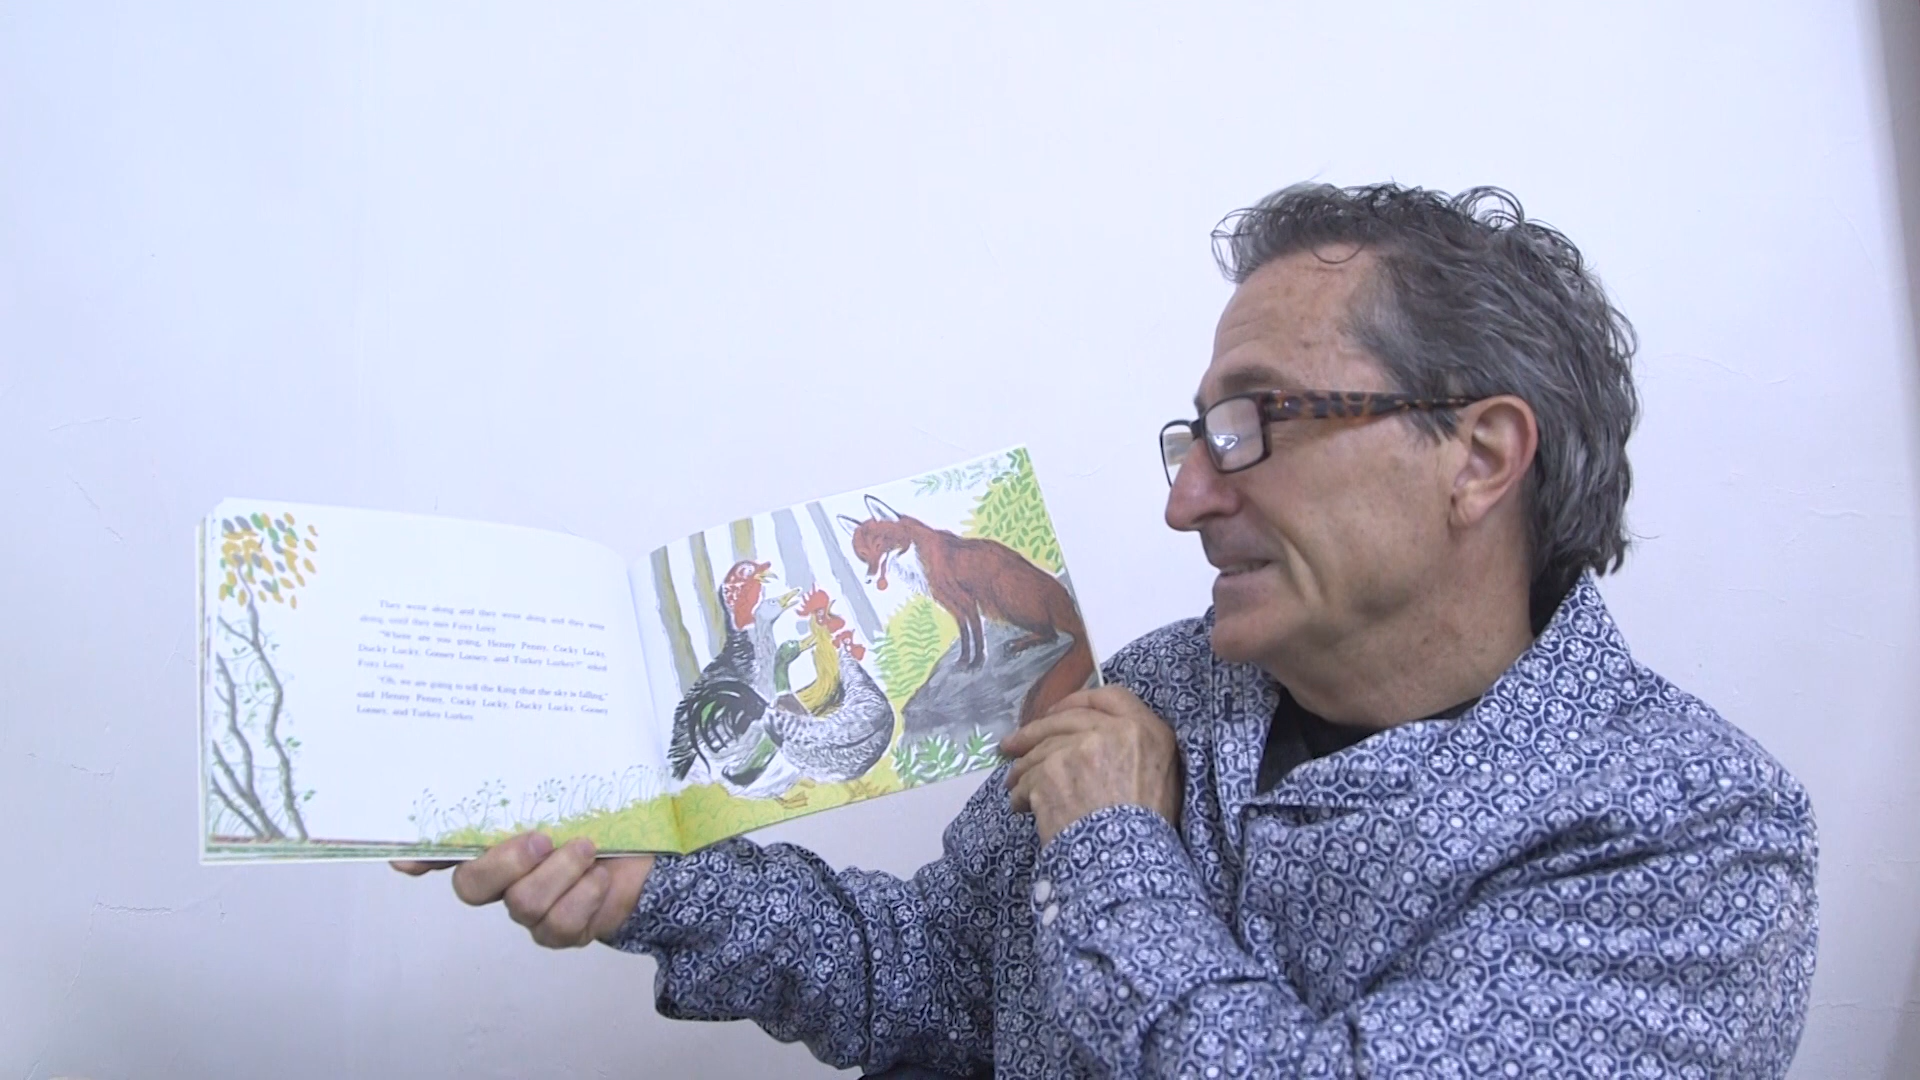 They went along and they went along and they went
along until they met Foxy Loxy.
"Where are you going, Henny Penny, Cocky Locky,
Ducky Lucky, Goosey Loosey, and Turkey Lurkey?" asked
Foxy Loxy.
"Oh, we are going to tell the King that the sky is falling,"
said Henny Penny, Cocky Locky, Ducky Lucky, Goosey
Loosey, and Turkey Lurkey.